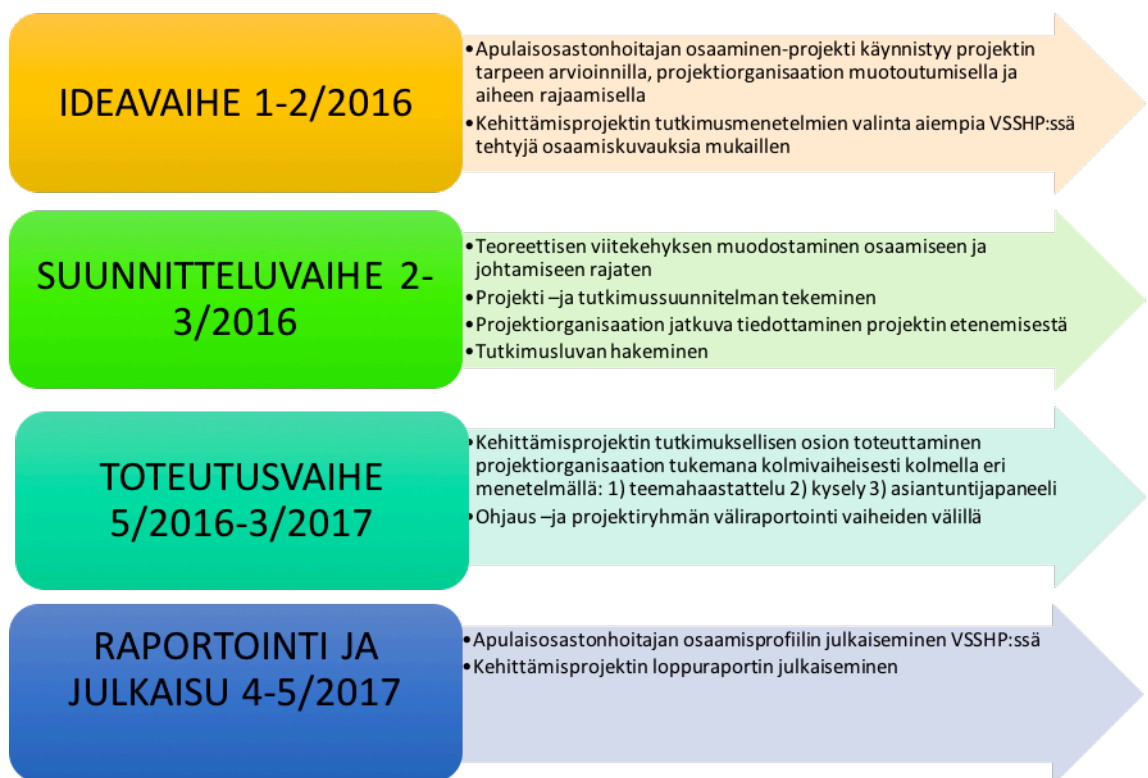 IDEAVAIHE 1-2/2016
•Apulaisosastonhoitajan osaaminen-projekti käynnistyy projektin
tarpeen arvioinnilla, projektiorganisaation muotoutumisella ja
aiheen rajaamisella
•Kehittämisprojektin tutkimusmenetelmien valinta aiempia VSSHP:ssä
tehtyjä osaamiskuvauksia mukaillen
SUUNNITTELUVAIHE 2-
3/2016
•Teoreettisen viitekehyksen muodostaminen osaamiseen ja
johtamiseen rajaten
•Projekti –ja tutkimussuunnitelman tekeminen
•Projektiorganisaation jatkuva tiedottaminen projektin etenemisestä
•Tutkimusluvan hakeminen
TOTEUTUSVAIHE
5/2016-3/2017
•Kehittämisprojektin tutkimuksellisen osion toteuttaminen
projektiorganisaation tukemana kolmivaiheisesti kolmella eri
menetelmällä: 1) teemahaastattelu 2) kysely 3) asiantuntijapaneeli
•Ohjaus –ja projektiryhmän väliraportointi vaiheiden välillä
RAPORTOINTI JA
JULKAISU 4-5/2017
•Apulaisosastonhoitajan osaamisprofiilin julkaiseminen VSSHP:ssä
•Kehittämisprojektin loppuraportin julkaiseminen